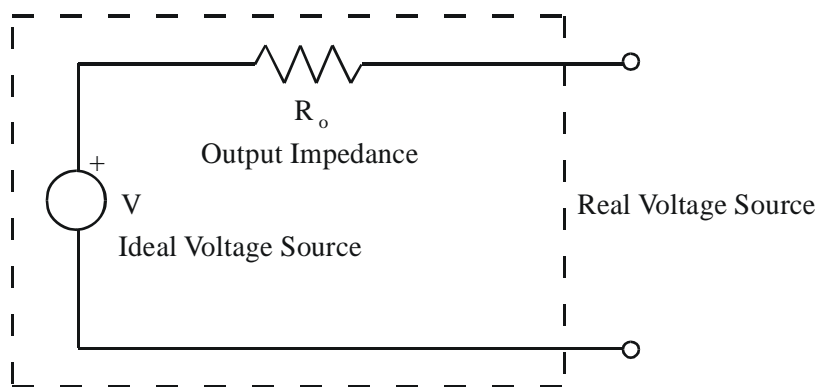 R o
Output Impedance
+
V
Real Voltage Source
Ideal Voltage Source